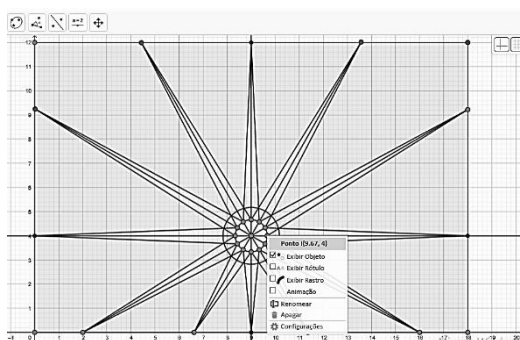 a=2
12
11
10
9
8
7
6
5
4
3
2
1
Ponto I(9.67, 4)
Exibir Objeto
Exibir Rótulo
Exibir Rastro
Animação
Renomear
Apagar
Configurações
0 1 2 3 4 5 6 7 8 9 10 11 12 13 14 15 16 17 18 19 20